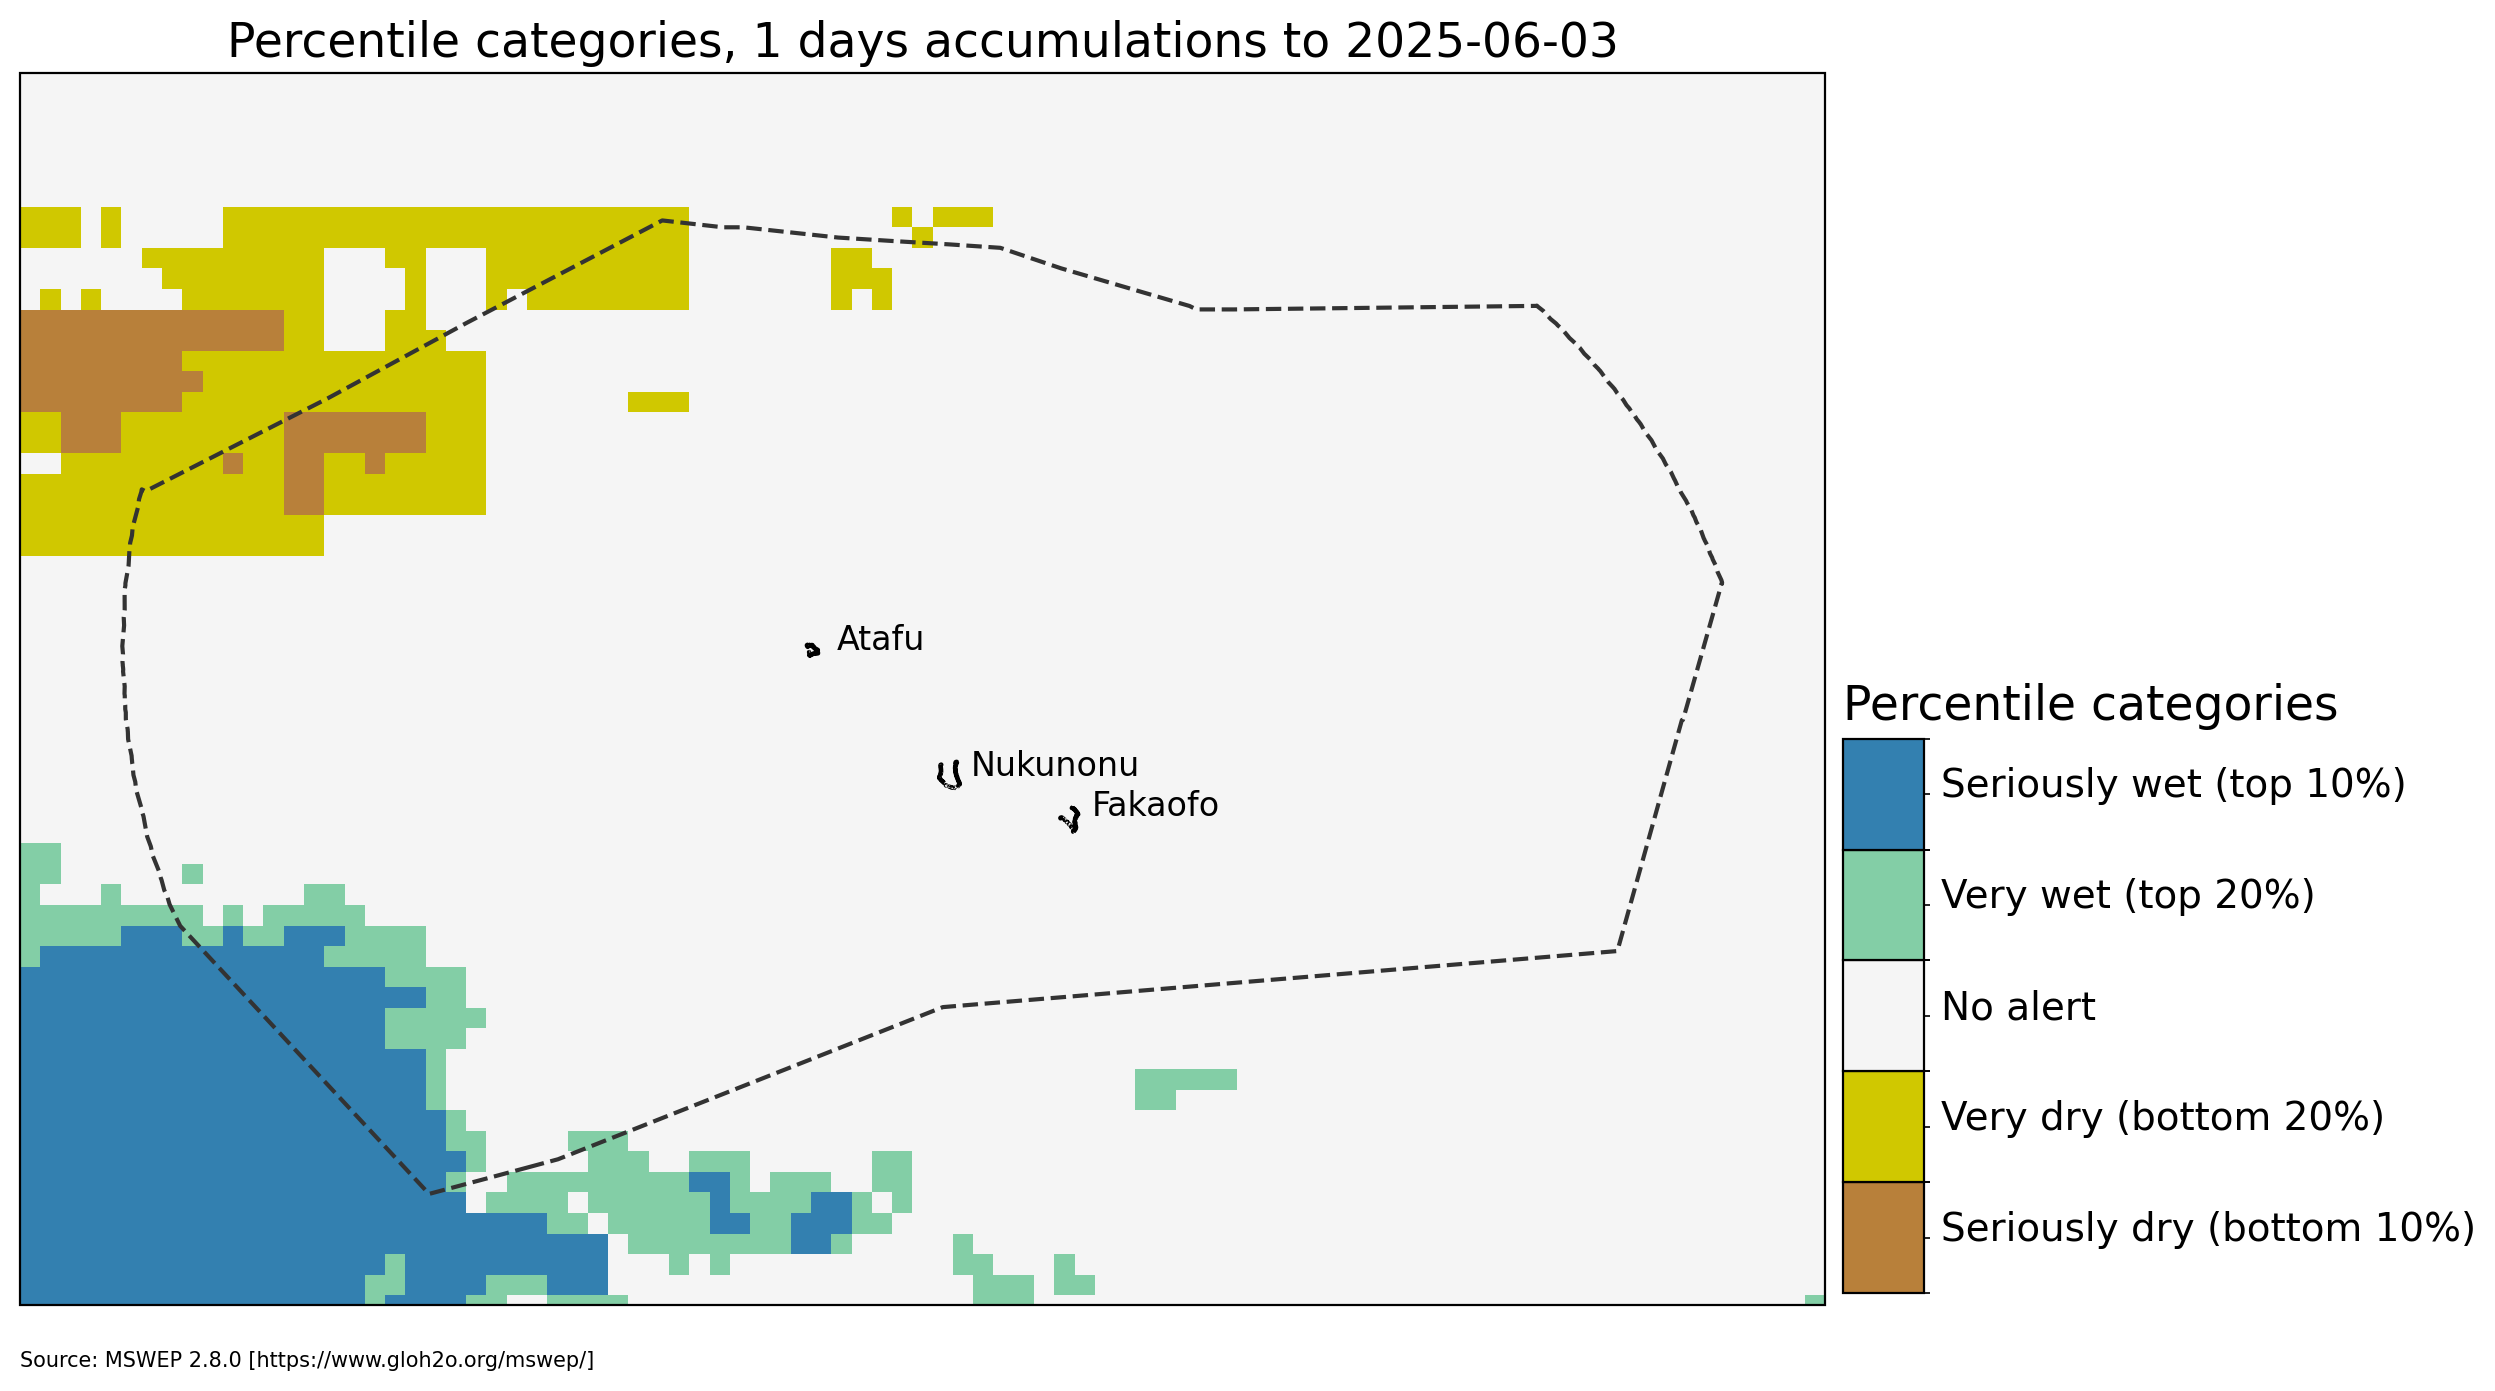 Percentile categories, 1 days accumulations to 2025-06-03
Atafu
Nukunonu
Fakaofo
Percentile categories
Seriously wet (top 10%)
Very wet (top 20%)
No alert
Very dry (bottom 20%)
Seriously dry (bottom 10%)
Source: MSWEP 2.8.0 [https://www.gloh2o.org/mswep/]